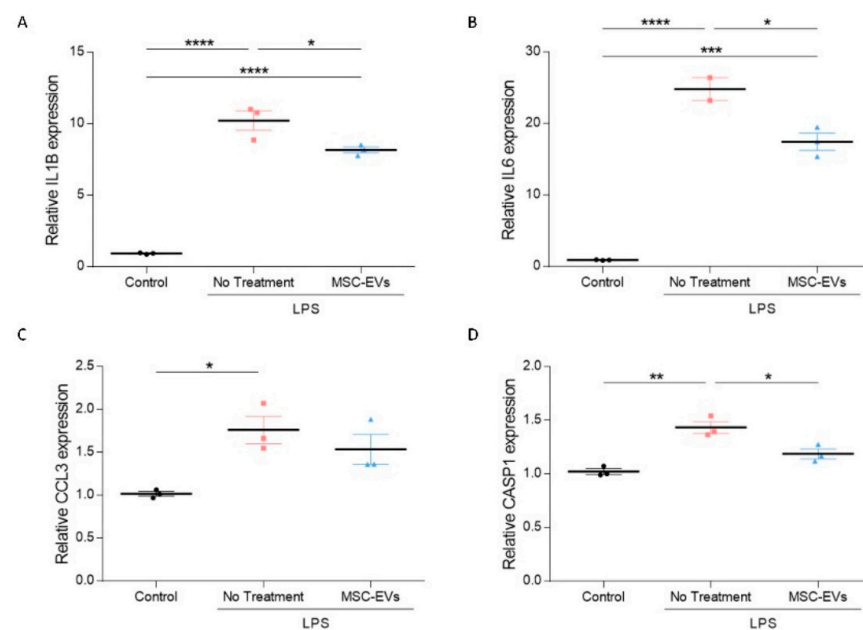 A
Relative IL1B expression
15
10
5
0
**** *
****
Control No Treatment MSC-EVs
LPS
B
Relative IL6 expression
30
20
10
0
**** *
***
Control No Treatment MSC-EVs
LPS
C
Relative CCL3 expression
2.5
2.0
1.5
1.0
0.5
0.0
*
Control No Treatment MSC-EVs
LPS
D
Relative CASP1 expression
2.0
1.5
1.0
0.5
0.0
** *
Control No Treatment MSC-EVs
LPS